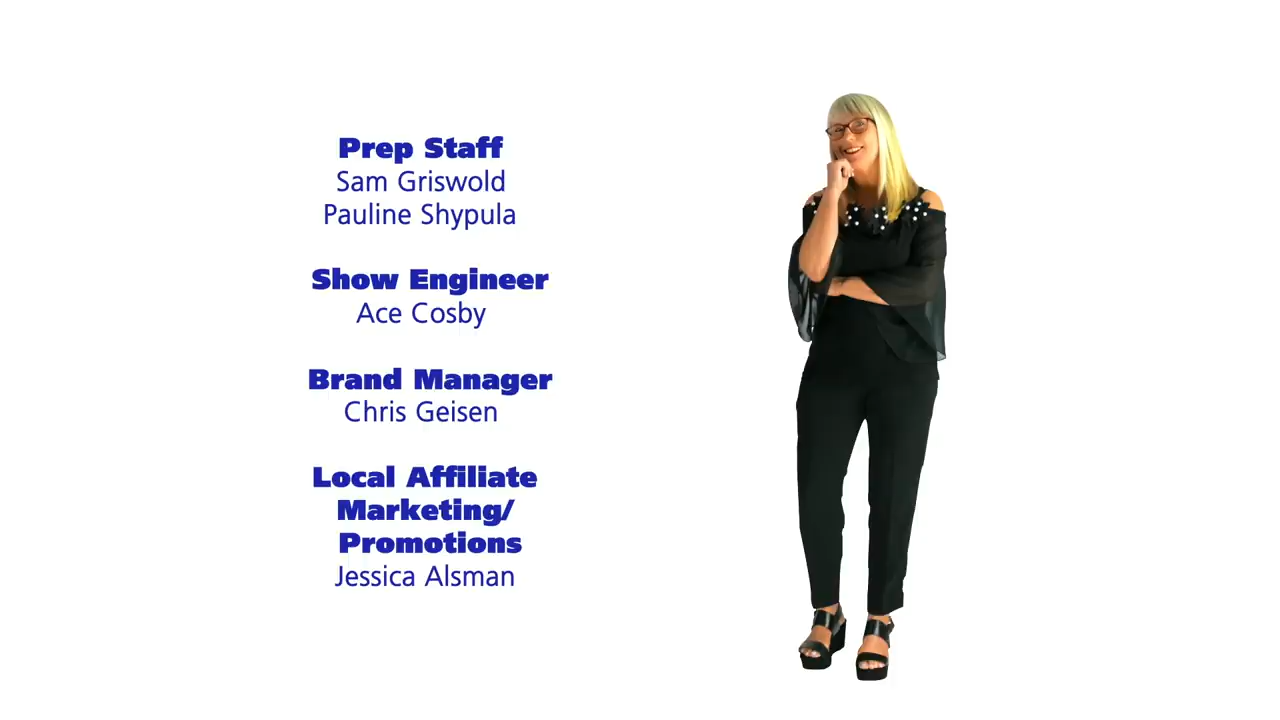 Prep Staff
Sam Griswold
Pauline Shypula
Show Engineer
Ace Cosby
Brand Manager
Chris Geisen
Local Affiliate
Marketing/
Promotions
Jessica Alsman